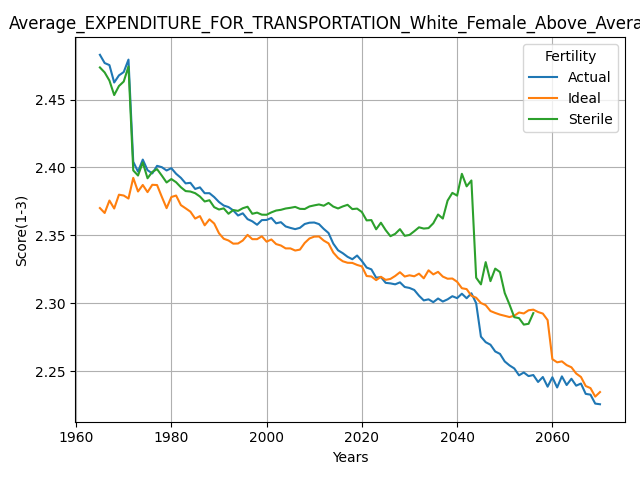 Average_EXPENDITURE_FOR_TRANSPORTATION_White_Female_Above_Avera
Fertility
Actual
Ideal
Sterile
Score(1-3)
2.45
2.40
2.35
2.30
2.25
1960
1980
2000
2020
2040
2060
Years